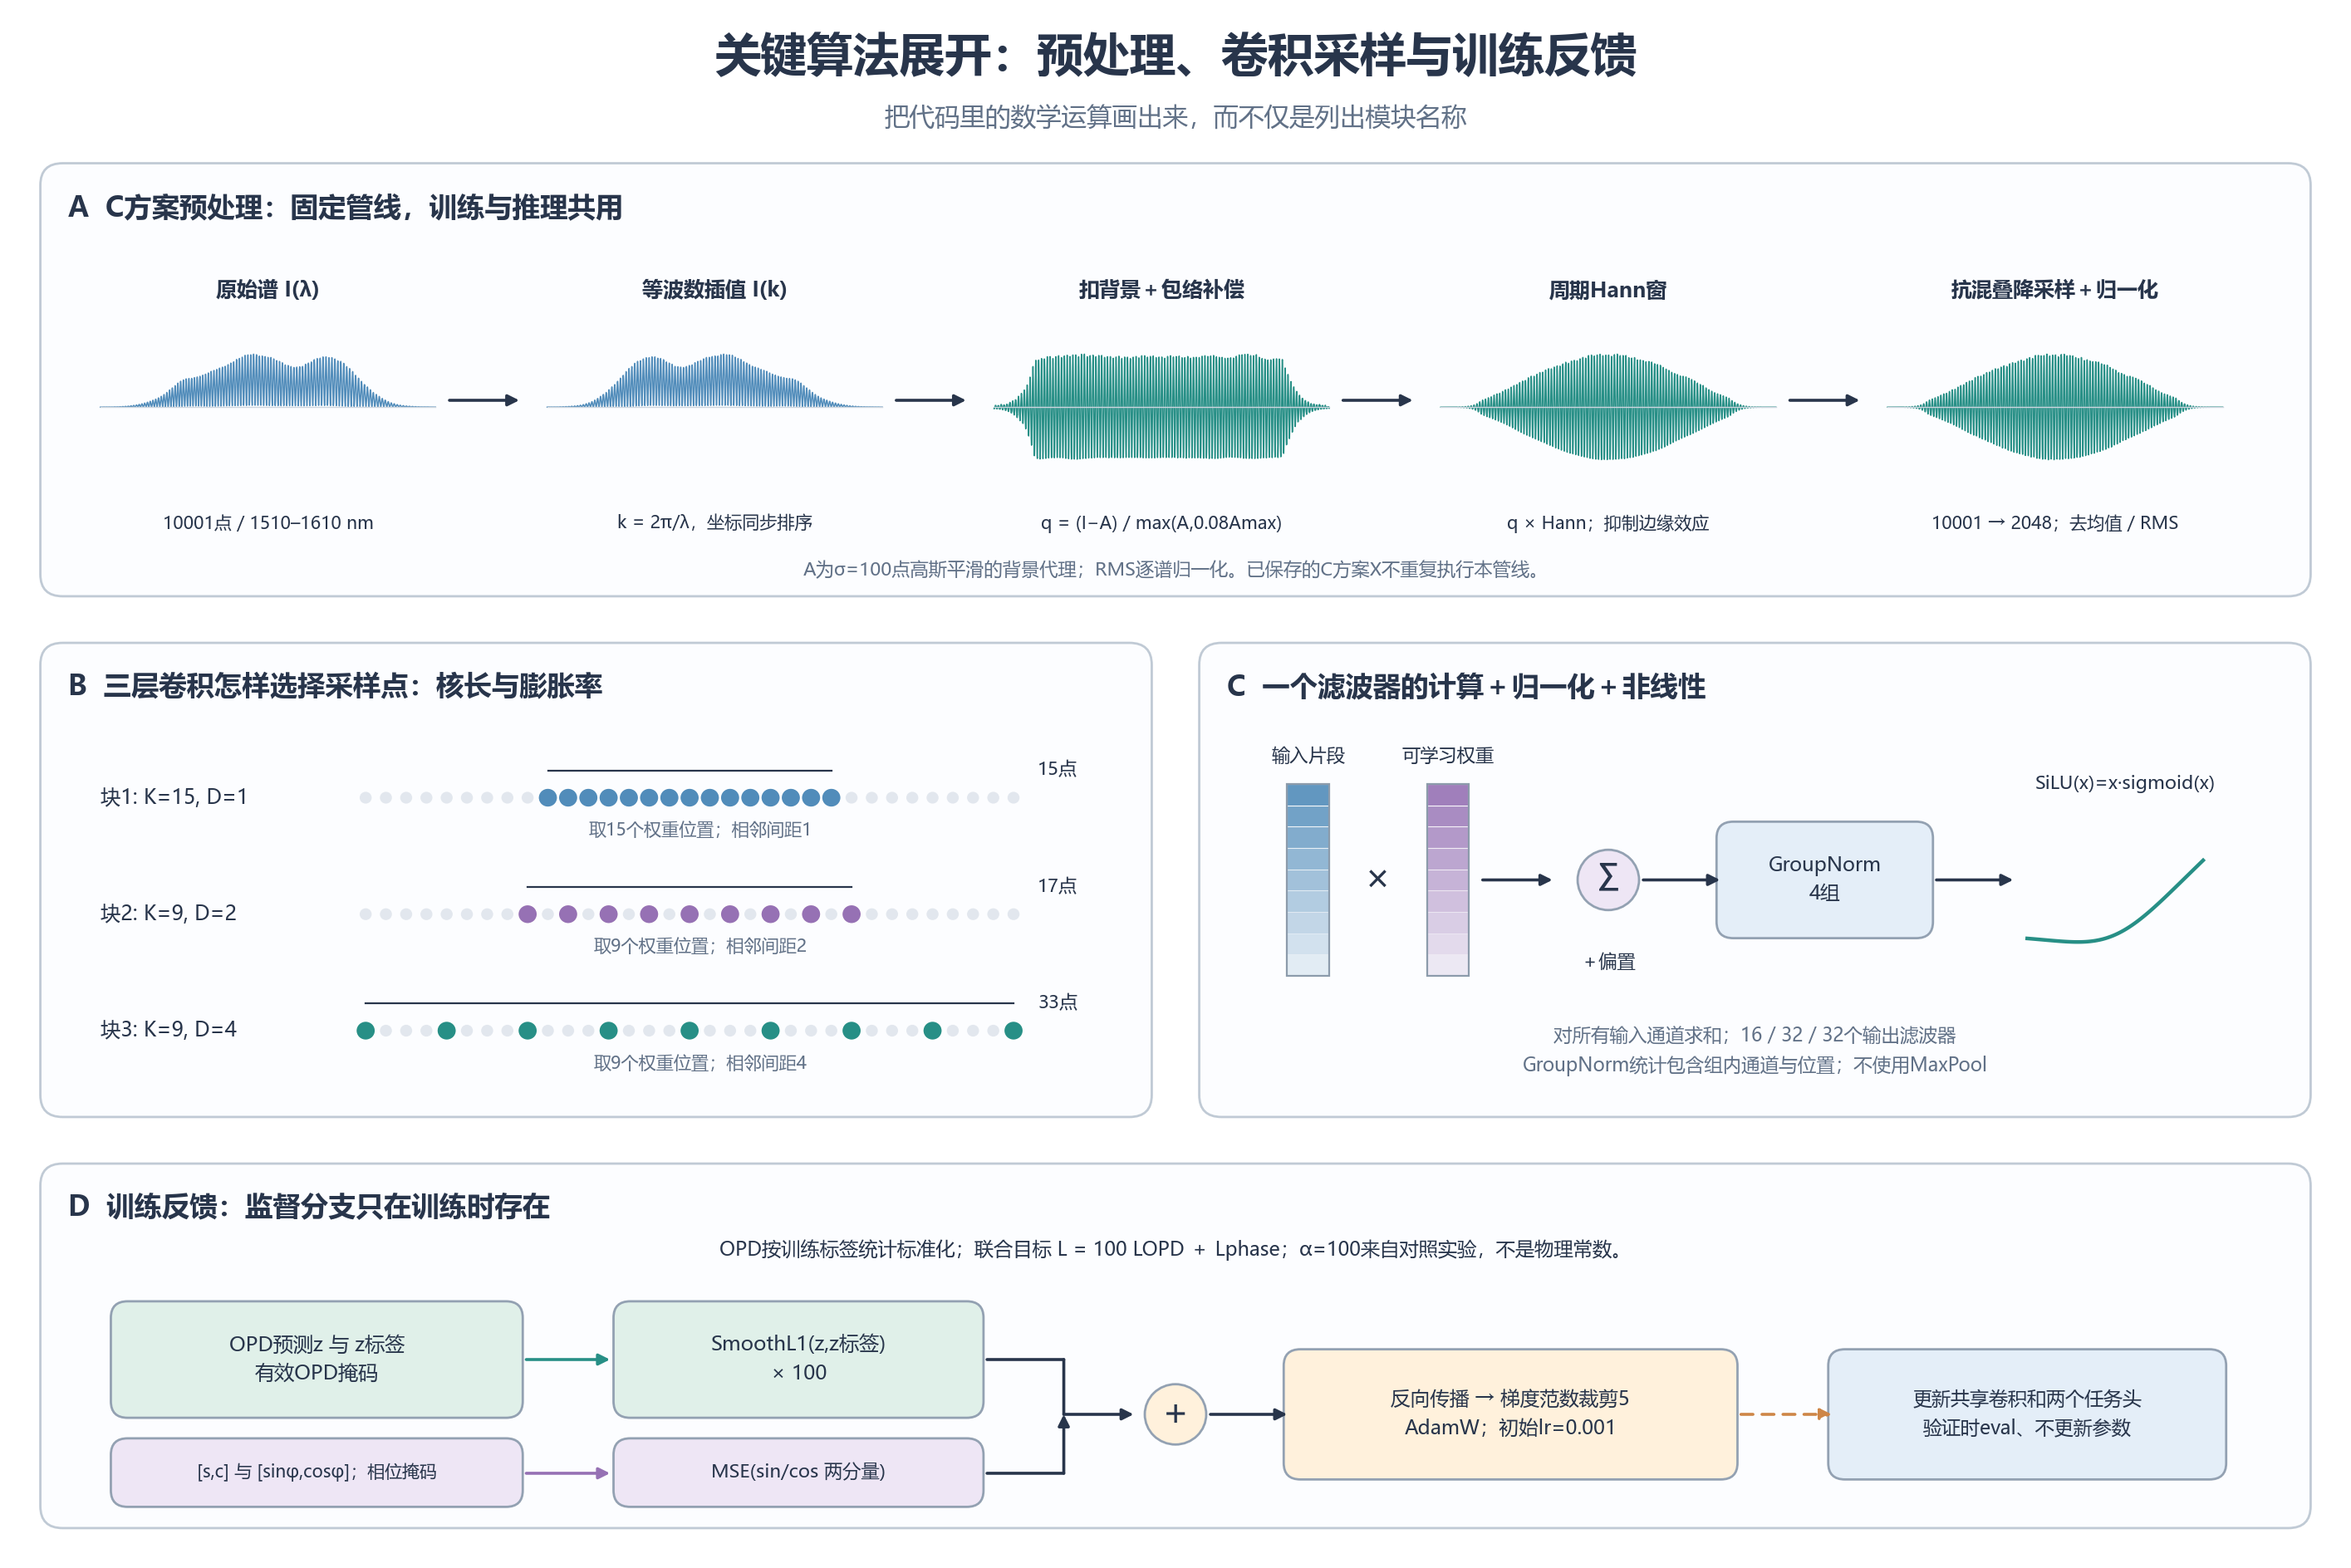 关键算法展开：预处理、卷积采样与训练反馈
把代码里的数学运算画出来，而不仅是列出模块名称
A C方案预处理：固定管线，训练与推理共用
原始谱 I(λ)
等波数插值 I(k)
扣背景＋包络补偿
周期Hann窗
抗混叠降采样＋归一化
10001点 / 1510–1610 nm
k = 2π/λ，坐标同步排序
q = (I−A) / max(A,0.08Amax)
q × Hann；抑制边缘效应
10001 → 2048；去均值 / RMS
A为σ=100点高斯平滑的背景代理；RMS逐谱归一化。已保存的C方案X不重复执行本管线。
B 三层卷积怎样选择采样点：核长与膨胀率
15点
块1: K=15, D=1
取15个权重位置；相邻间距1
17点
块2: K=9, D=2
取9个权重位置；相邻间距2
33点
块3: K=9, D=4
取9个权重位置；相邻间距4
C 一个滤波器的计算＋归一化＋非线性
输入片段
可学习权重
×
Σ
＋偏置
GroupNorm
4组
SiLU(x)=x·sigmoid(x)
对所有输入通道求和；16 / 32 / 32个输出滤波器
GroupNorm统计包含组内通道与位置；不使用MaxPool
D 训练反馈：监督分支只在训练时存在
OPD按训练标签统计标准化；联合目标 L = 100 LOPD ＋ Lphase；α=100来自对照实验，不是物理常数。
OPD预测z 与 z标签
有效OPD掩码
SmoothL1(z,z标签)
× 100
[s,c] 与 [sinφ,cosφ]；相位掩码
MSE(sin/cos 两分量)
+
反向传播 → 梯度范数裁剪5
AdamW；初始lr=0.001
更新共享卷积和两个任务头
验证时eval、不更新参数